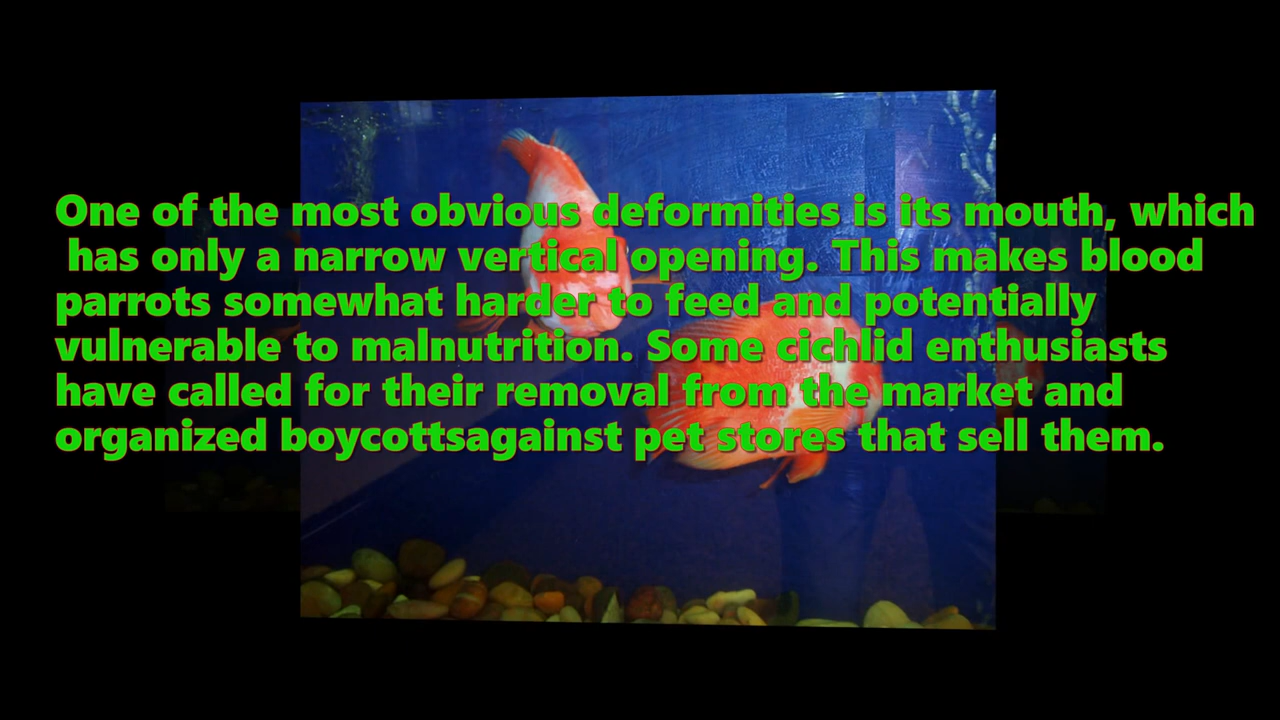 One of the most obvious deformities is its mouth, which
has only a narrow vertical opening. This makes blood
parrots somewhat harder to feed and potentially
vulnerable to malnutrition. Some cichlid enthusiasts
have called for their removal from the market and
organized boycottsagainst pet stores that sell them.